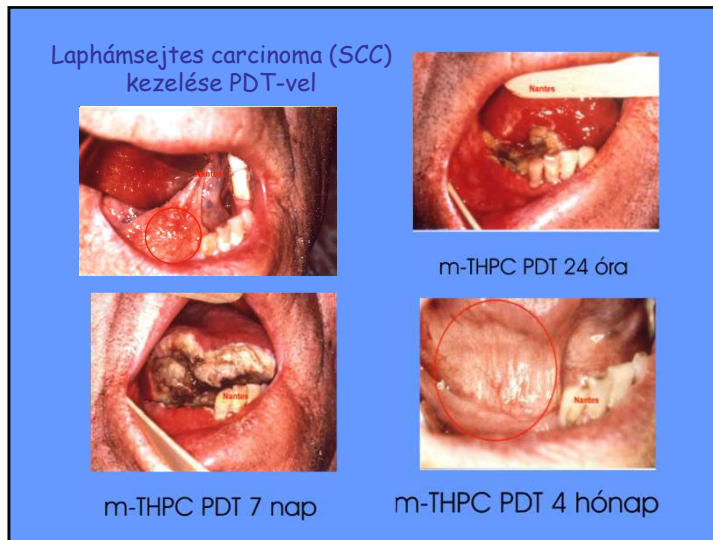 Laphámsejtes carcinoma (SCC)
kezelése PDT-vel
Nantes
Nantes
m-THPC PDT 24 óra
Nantes
Nantes
m-THPC PDT 7 nap
m-THPC PDT 4 hónap